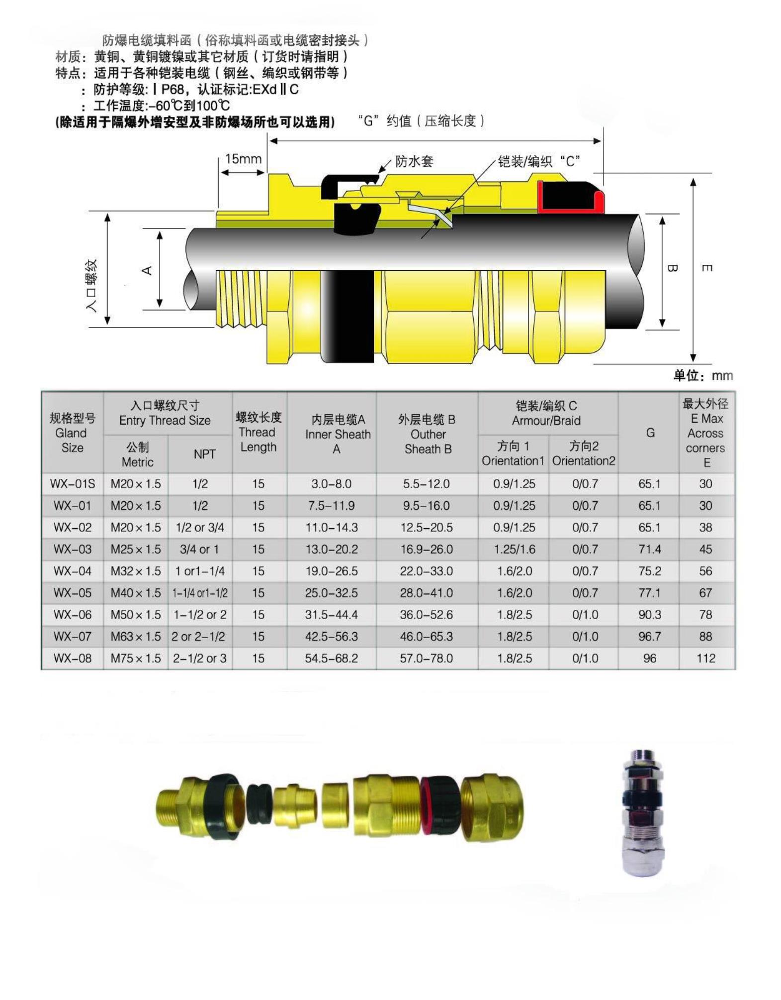 防爆电缆填料函（俗称填料函或电缆密封接头）
材质：黄铜、黄铜镀镍或其它材质（订货时请指明）
特点：适用于各种铠装电缆（钢丝、编织或钢带等）
：防护等级:ⅠP68，认证标记:EXdⅡC
：工作温度:-60℃到100℃
(除适用于隔爆外增安型及非防爆场所也可以选用)
“G” 约值（压缩长度）
15mm
防水套
铠装/编织 “C”
入口螺纹
A
B
E
单位：mm
规格型号 Gland Size
入口螺纹尺寸 Entry Thread Size
公制 Metric
NPT
螺纹长度 Thread Length
内层电缆A Inner Sheath A
外层电缆 B Outher Sheath B
铠装/编织 C Armour/Braid
方向 1 Orientation1
方向2 Orientation2
G
最大外径 E Max Across corners E
WX-01S M20×1.5 1/2 15 3.0-8.0 5.5-12.0 0.9/1.25 0/0.7 65.1 30
WX-01 M20×1.5 1/2 15 7.5-11.9 9.5-16.0 0.9/1.25 0/0.7 65.1 30
WX-02 M20×1.5 1/2 or 3/4 15 11.0-14.3 12.5-20.5 0.9/1.25 0/0.7 65.1 38
WX-03 M25×1.5 3/4 or 1 15 13.0-20.2 16.9-26.0 1.25/1.6 0/0.7 71.4 45
WX-04 M32×1.5 1 or1-1/4 15 19.0-26.5 22.0-33.0 1.6/2.0 0/0.7 75.2 56
WX-05 M40×1.5 1-1/4 or1-1/2 15 25.0-32.5 28.0-41.0 1.6/2.0 0/0.7 77.1 67
WX-06 M50×1.5 1-1/2 or 2 15 31.5-44.4 36.0-52.6 1.8/2.5 0/1.0 90.3 78
WX-07 M63×1.5 2 or 2-1/2 15 42.5-56.3 46.0-65.3 1.8/2.5 0/1.0 96.7 88
WX-08 M75×1.5 2-1/2 or 3 15 54.5-68.2 57.0-78.0 1.8/2.5 0/1.0 96 112